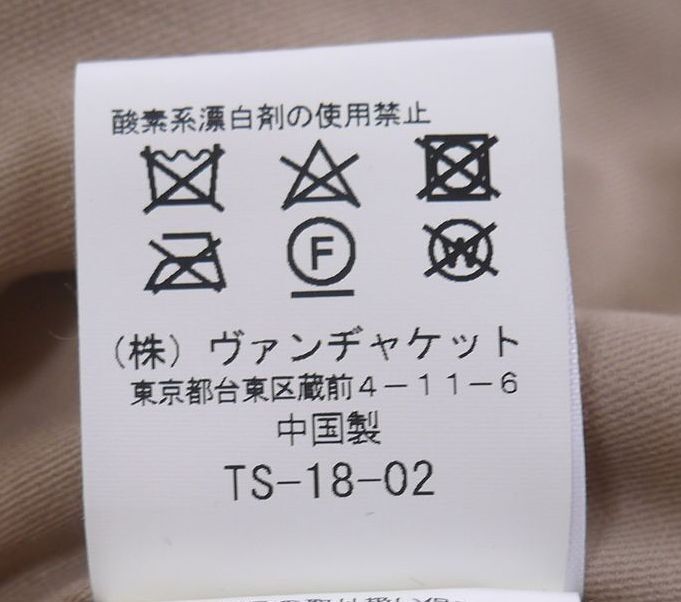 酸素系漂白剤の使用禁止
F W
(株) ヴァンヂャケット
東京都台東区蔵前4-11-6
中国製
TS-18-02